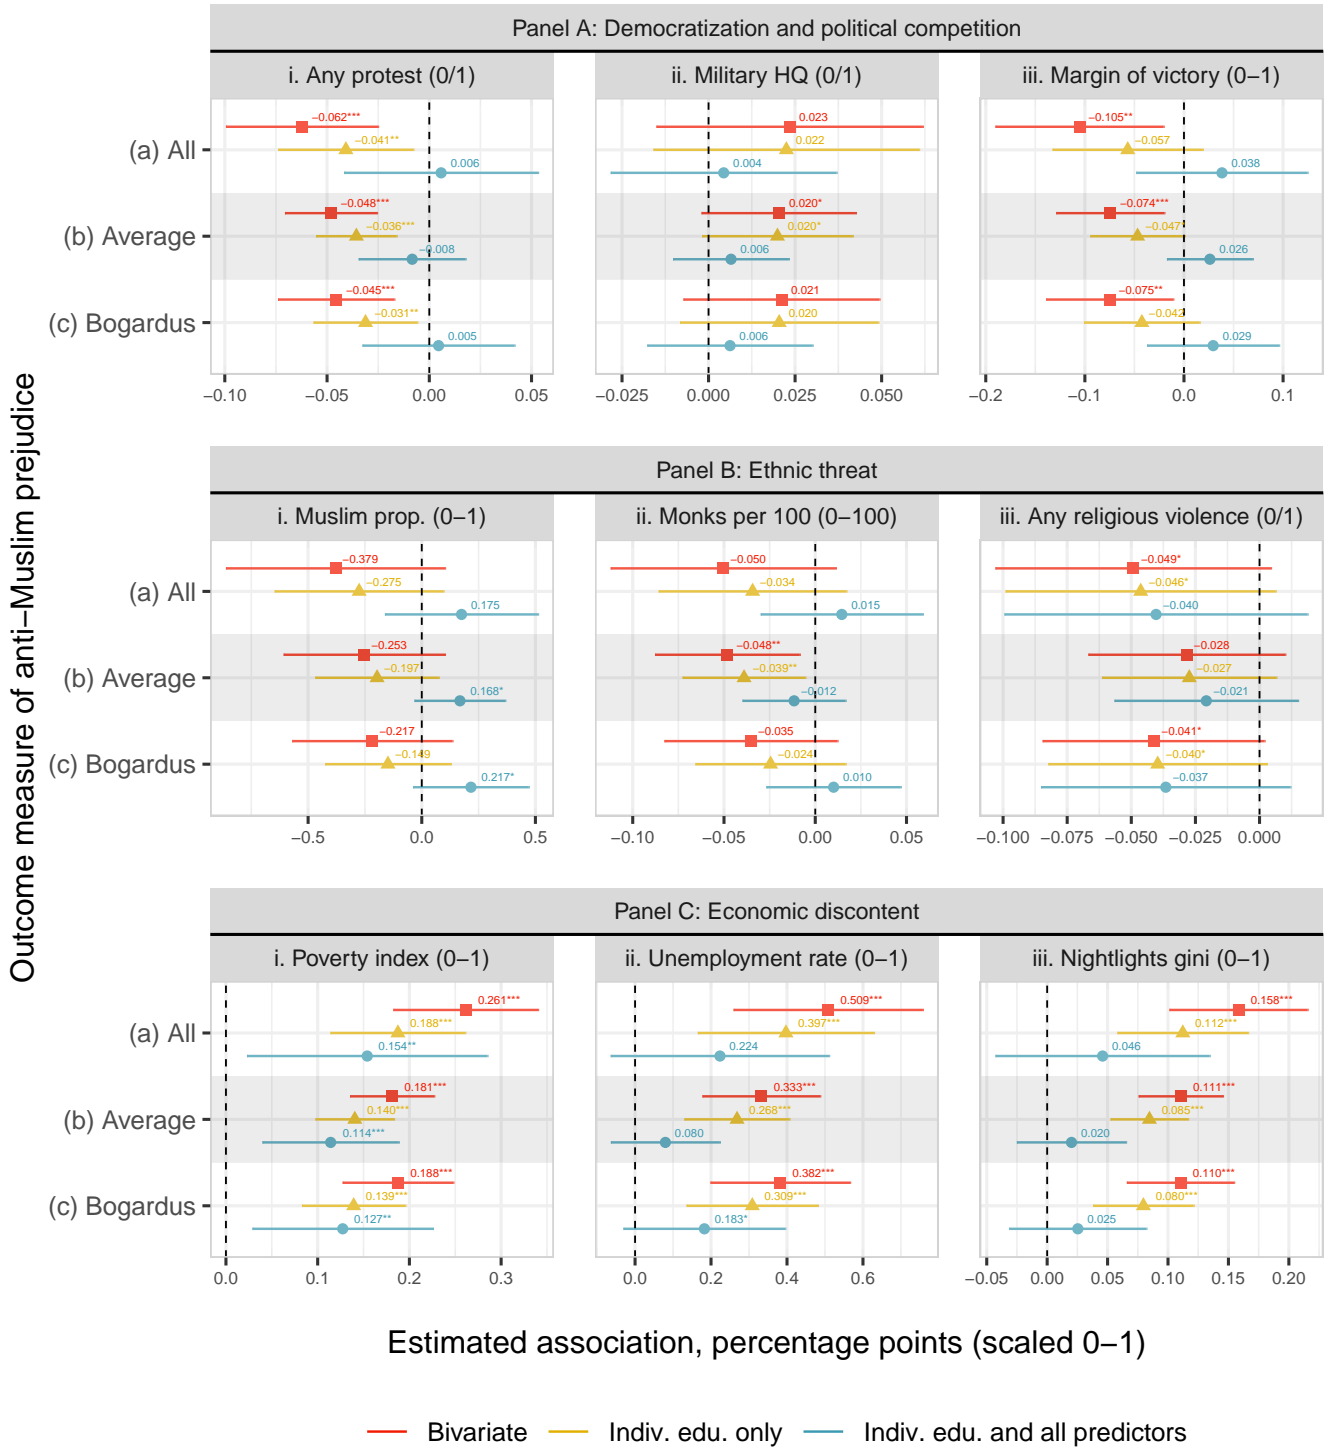 Panel A: Democratization and political competition
i. Any protest (0/1)
ii. Military HQ (0/1)
iii. Margin of victory (0−1)
(a) All
−0.062***
−0.041**
0.006
0.023
0.022
0.004
−0.105**
−0.057
0.038
(b) Average
−0.048***
−0.036***
−0.008
0.020*
0.020*
0.006
−0.074***
−0.047*
0.026
(c) Bogardus
−0.045***
−0.031**
0.005
0.021
0.020
0.006
−0.075**
−0.042
0.029
−0.10 −0.05 0.00 0.05
−0.025 0.000 0.025 0.050
−0.2 −0.1 0.0 0.1
Outcome measure of anti−Muslim prejudice
Panel B: Ethnic threat
i. Muslim prop. (0−1)
ii. Monks per 100 (0−100)
iii. Any religious violence (0/1)
(a) All
−0.379
−0.275
0.175
−0.050
−0.034
0.015
−0.049*
−0.046*
−0.040
(b) Average
−0.253
−0.197
0.168*
−0.048**
−0.039**
−0.012
−0.028
−0.027
−0.021
(c) Bogardus
−0.217
−0.149
0.217*
−0.035
−0.024
0.010
−0.041*
−0.040*
−0.037
−0.5 0.0 0.5
−0.10 −0.05 0.00 0.05
−0.100 −0.075 −0.050 −0.025 0.000
Panel C: Economic discontent
i. Poverty index (0−1)
ii. Unemployment rate (0−1)
iii. Nightlights gini (0−1)
(a) All
0.261***
0.188***
0.154**
0.509***
0.397***
0.224
0.158***
0.112***
0.046
(b) Average
0.181***
0.140***
0.114***
0.333***
0.268***
0.080
0.111***
0.085***
0.020
(c) Bogardus
0.188***
0.139***
0.127**
0.382***
0.309***
0.183*
0.110***
0.080***
0.025
0.0 0.1 0.2 0.3
0.0 0.2 0.4 0.6
−0.05 0.00 0.05 0.10 0.15 0.20
Estimated association, percentage points (scaled 0−1)
Bivariate
Indiv. edu. only
Indiv. edu. and all predictors